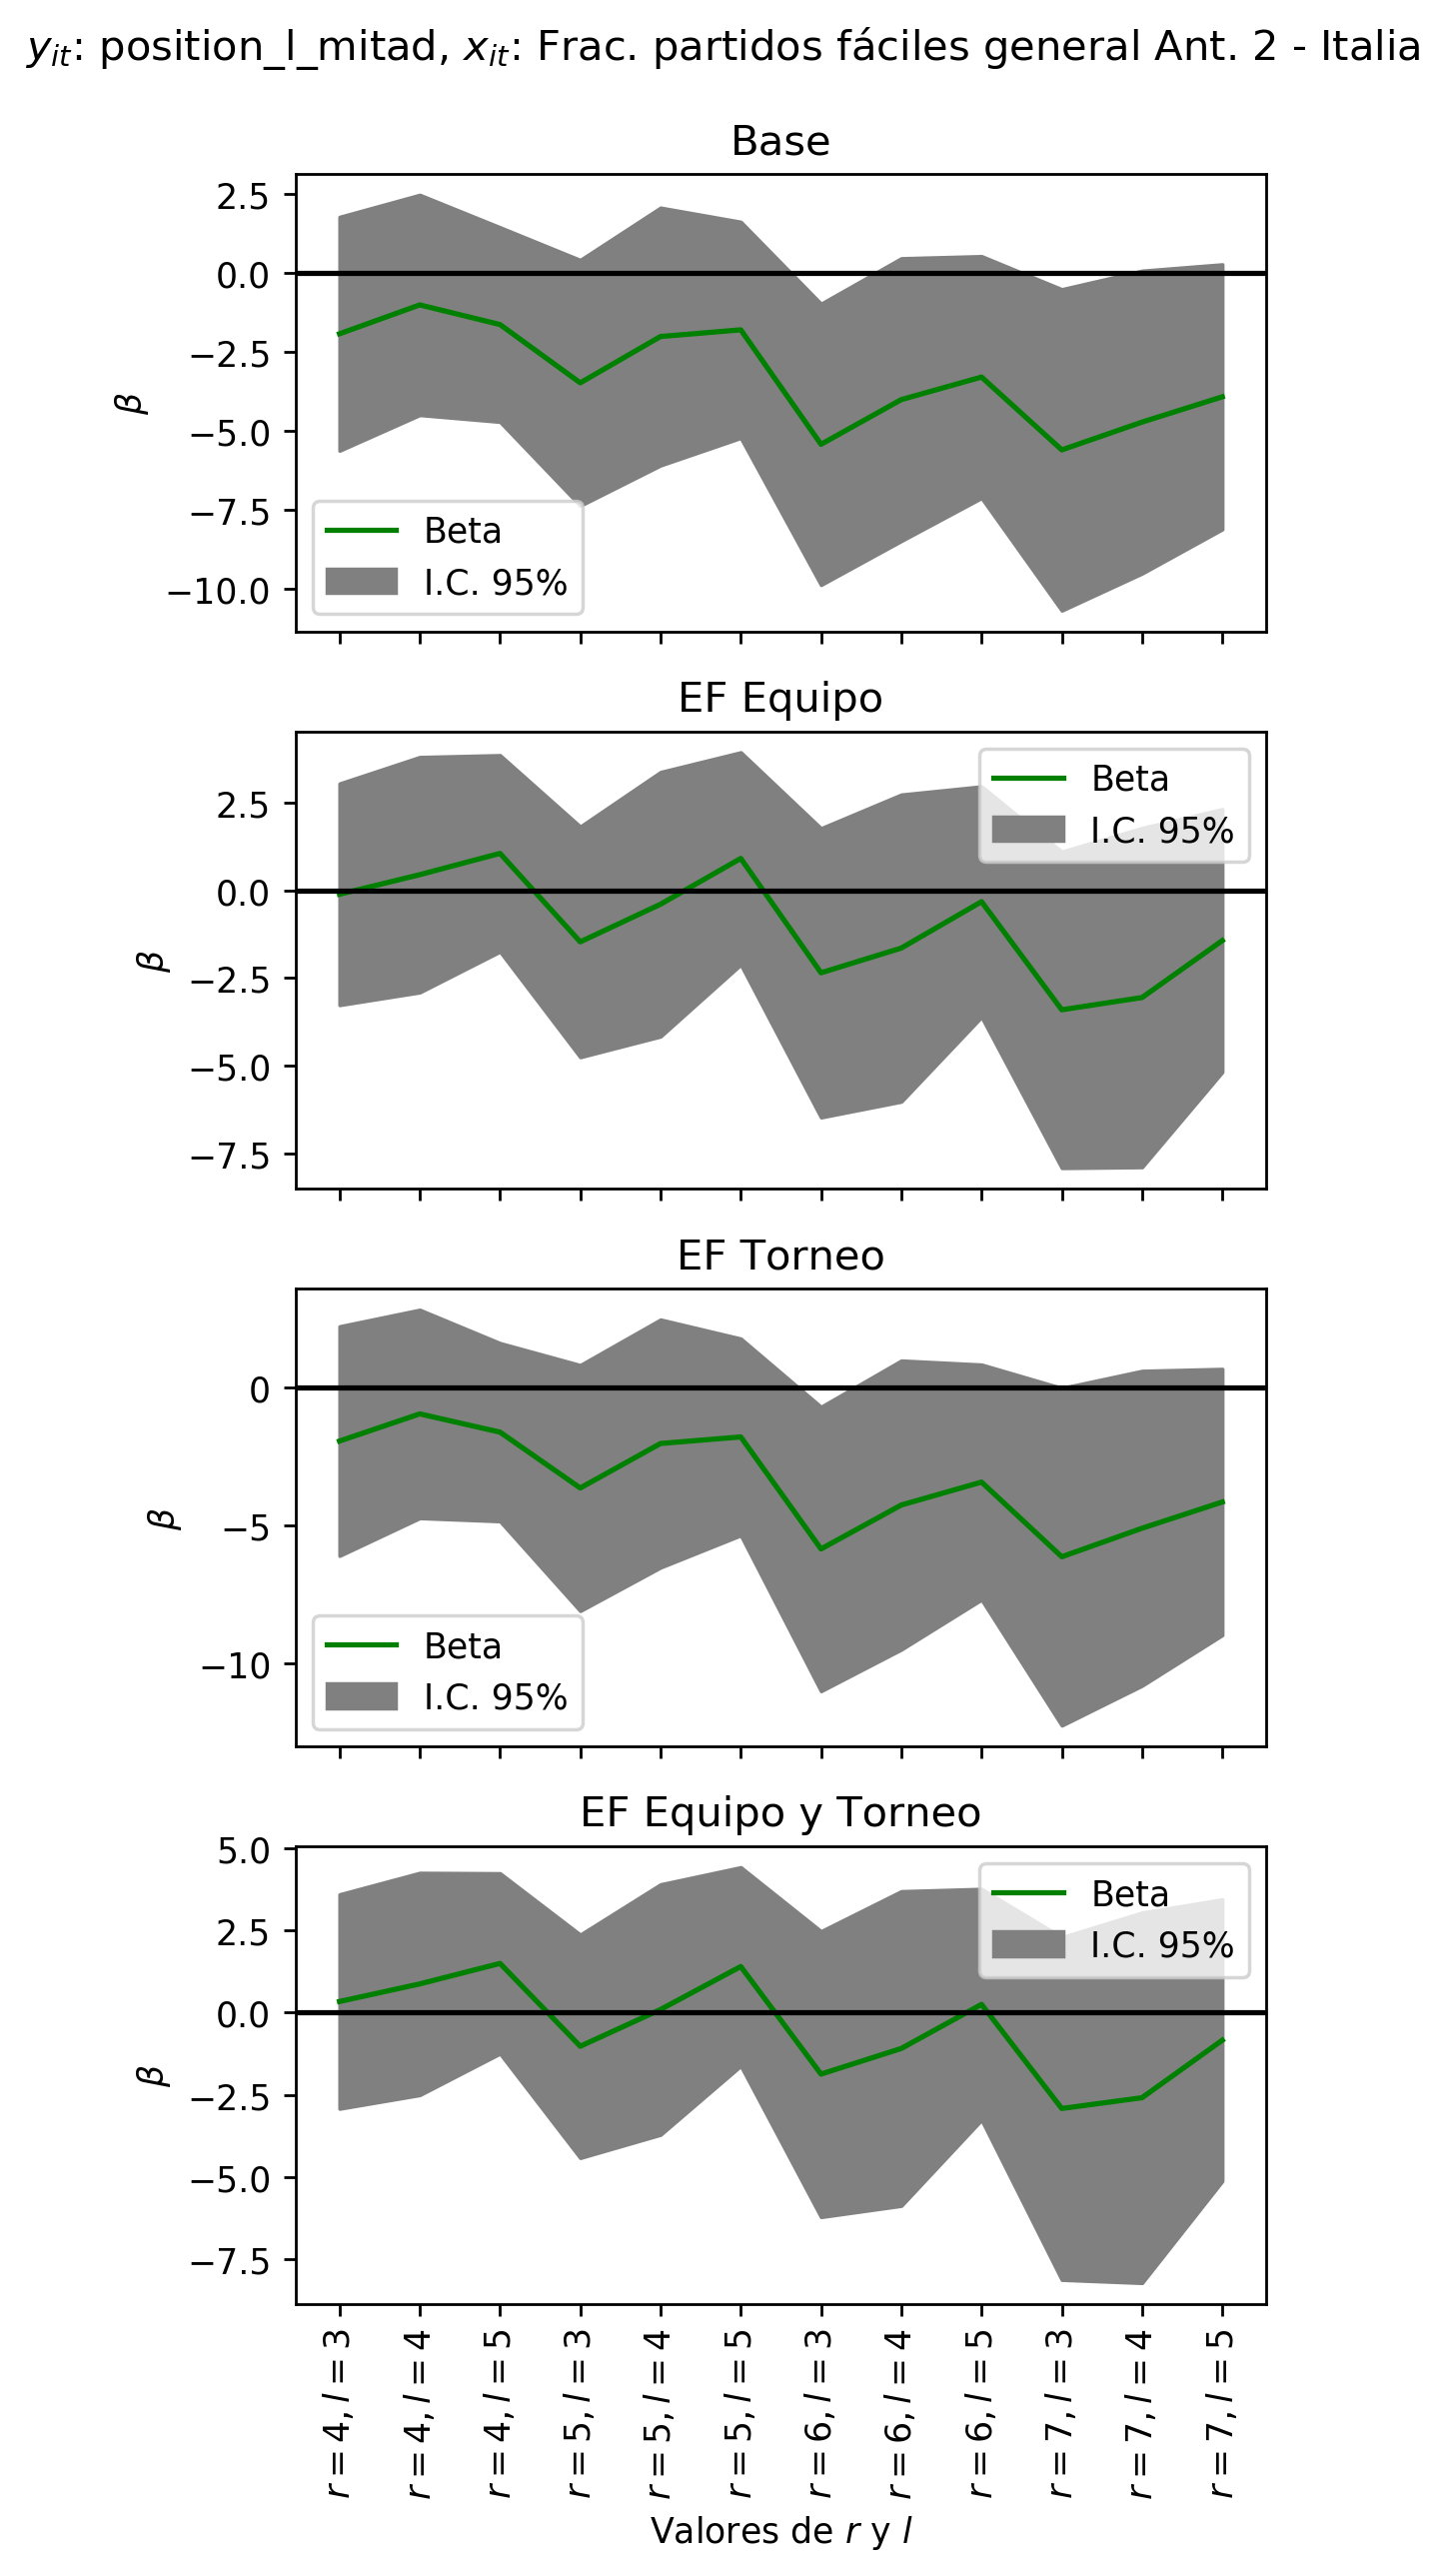 y_{it}: position_l_mitad, x_{it}: Frac. partidos fáciles general Ant. 2 - Italia
Base
2.5
0.0
−2.5
−5.0
−7.5
−10.0
β
Beta
I.C. 95%
EF Equipo
2.5
0.0
−2.5
−5.0
−7.5
β
Beta
I.C. 95%
EF Torneo
0
−5
−10
β
Beta
I.C. 95%
EF Equipo y Torneo
5.0
2.5
0.0
−2.5
−5.0
−7.5
β
Beta
I.C. 95%
r = 4, l = 3
r = 4, l = 4
r = 4, l = 5
r = 5, l = 3
r = 5, l = 4
r = 5, l = 5
r = 6, l = 3
r = 6, l = 4
r = 6, l = 5
r = 7, l = 3
r = 7, l = 4
r = 7, l = 5
Valores de r y l